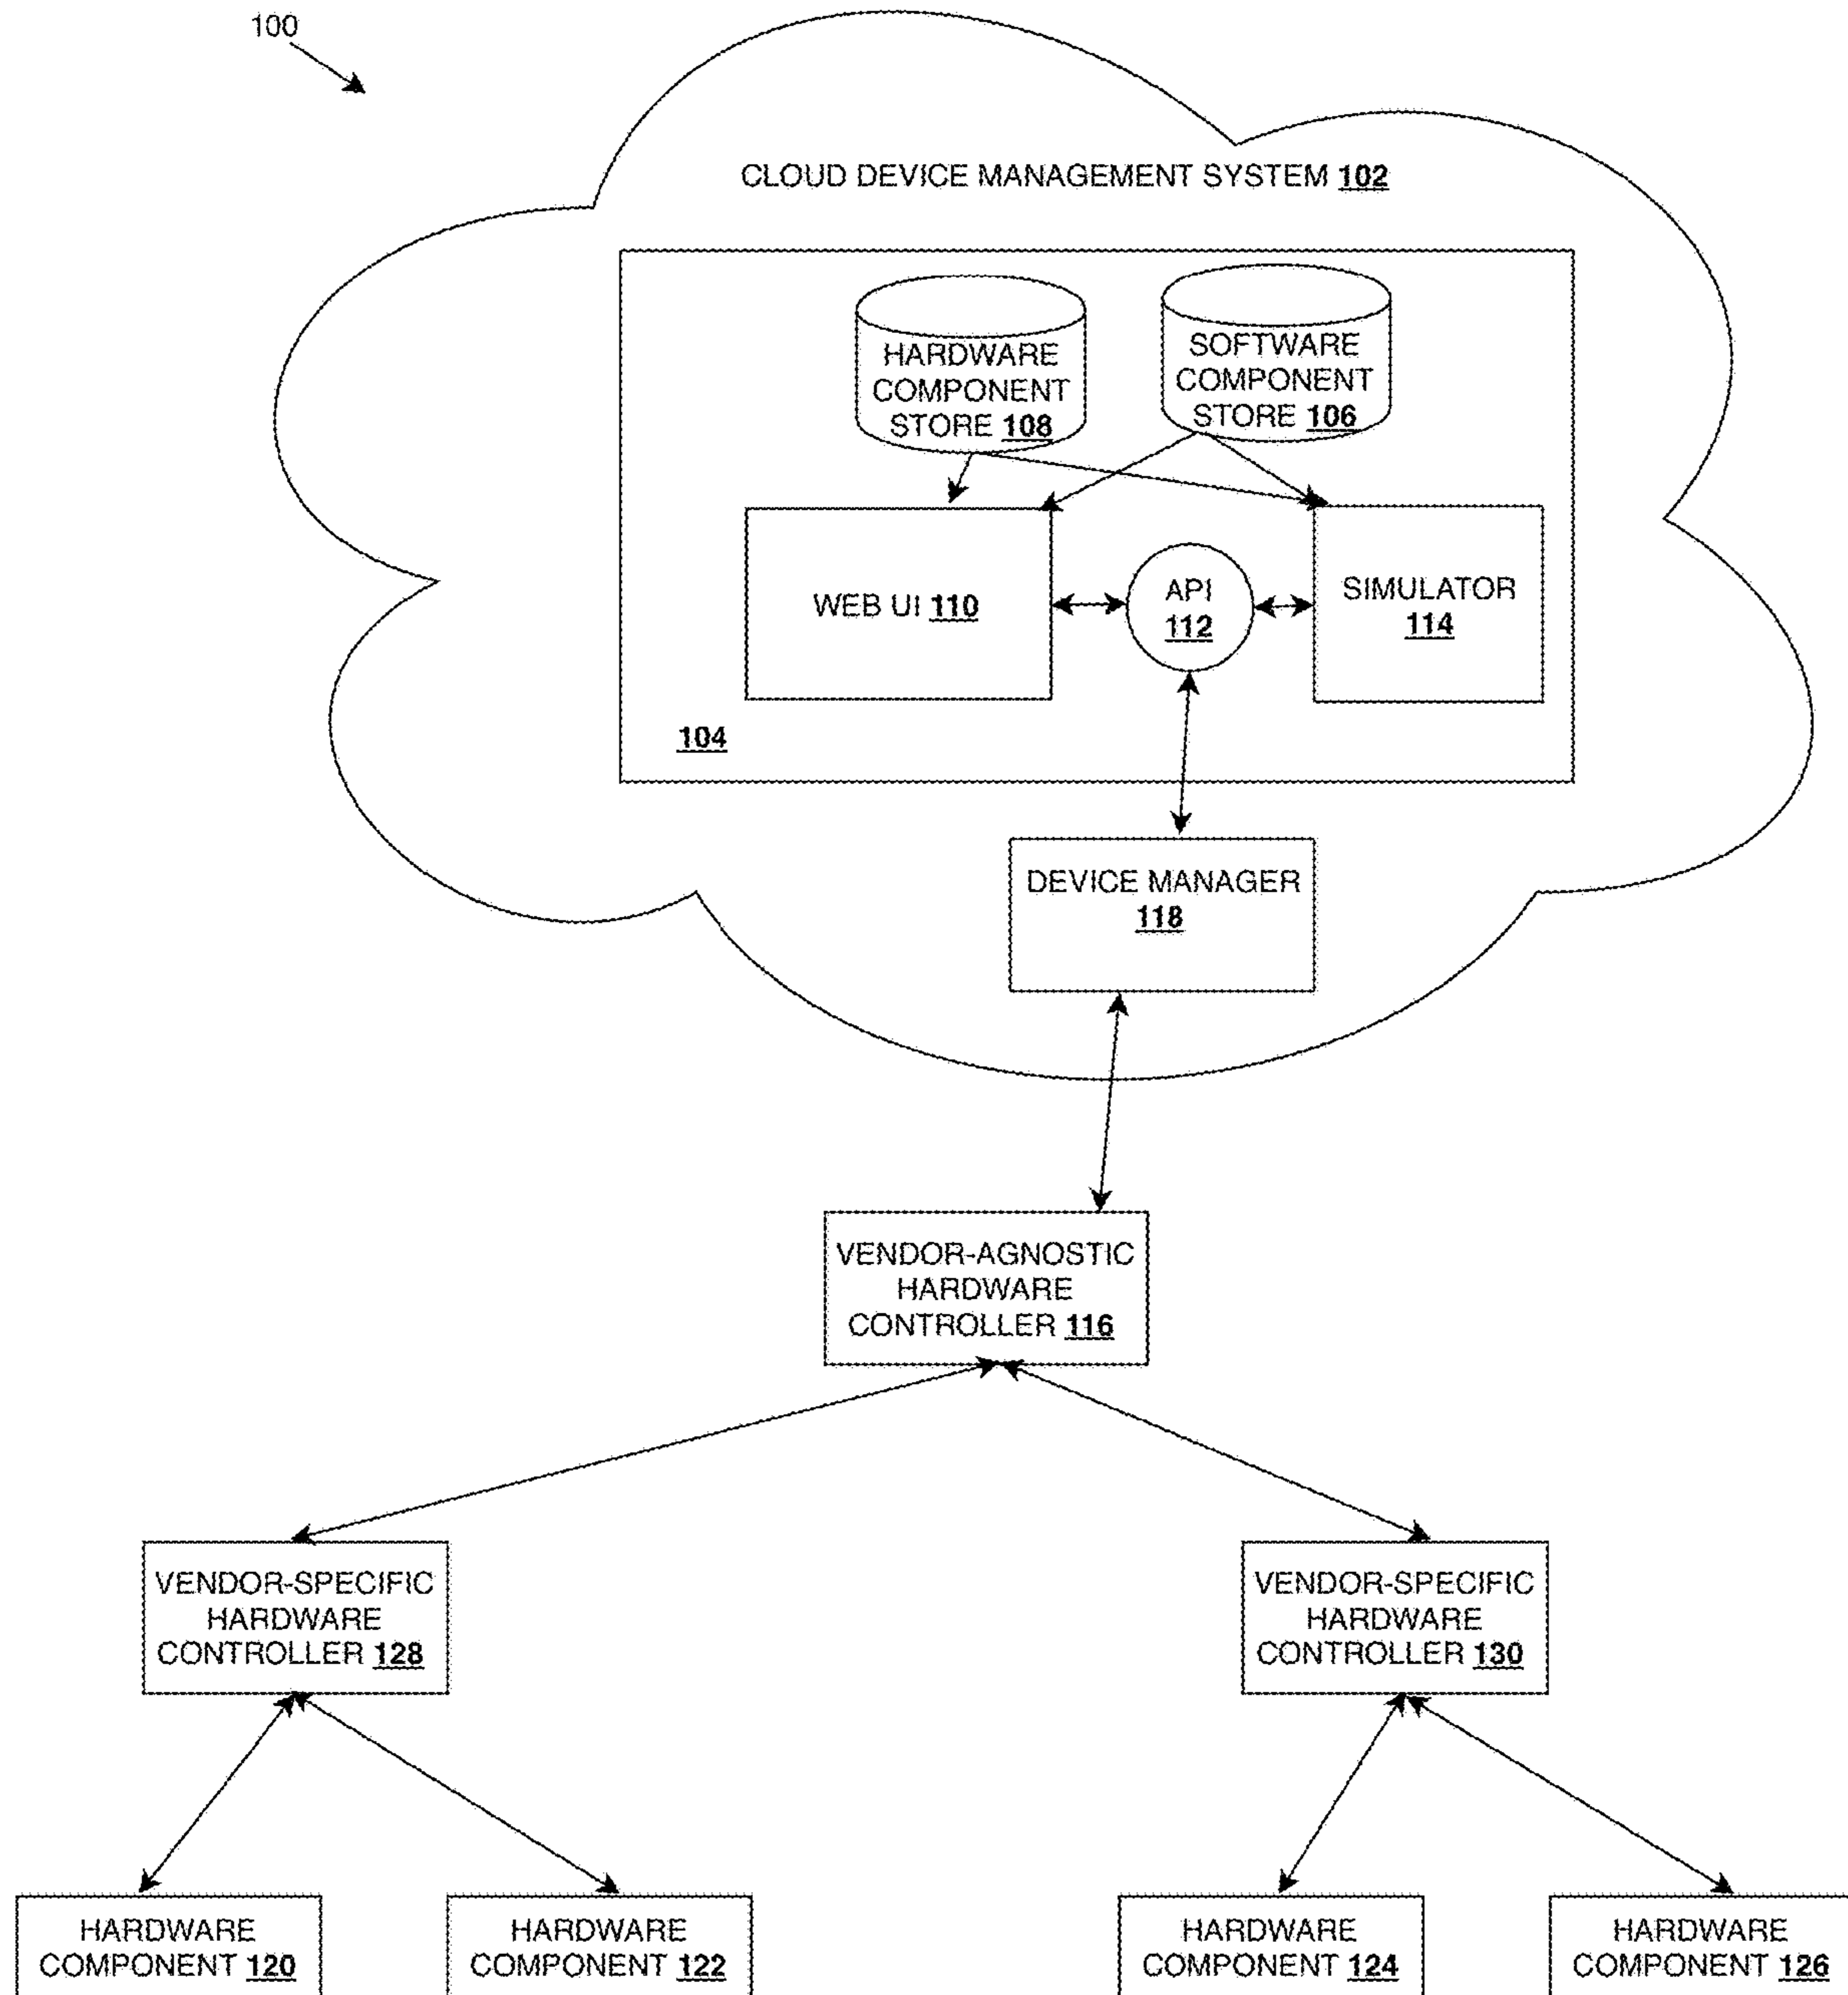 100
CLOUD DEVICE MANAGEMENT SYSTEM 102
HARDWARE
COMPONENT
STORE 108
SOFTWARE
COMPONENT
STORE 106
WEB UI 110
API
112
SIMULATOR
114
104
DEVICE MANAGER
118
VENDOR-AGNOSTIC
HARDWARE
CONTROLLER 116
VENDOR-SPECIFIC
HARDWARE
CONTROLLER 128
VENDOR-SPECIFIC
HARDWARE
CONTROLLER 130
HARDWARE
COMPONENT 120
HARDWARE
COMPONENT 122
HARDWARE
COMPONENT 124
HARDWARE
COMPONENT 126